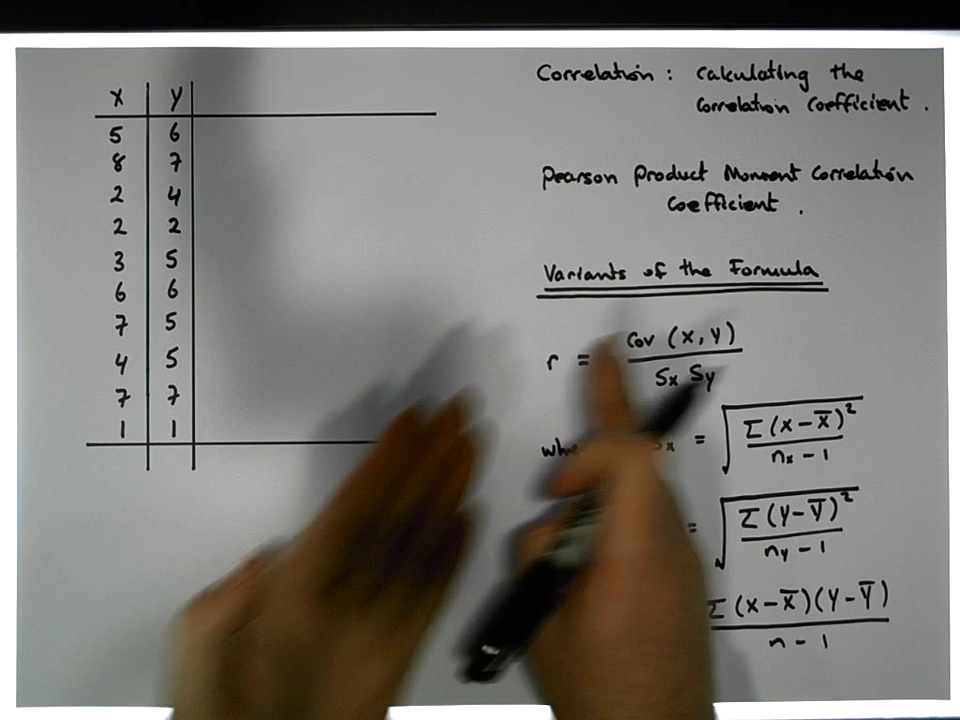 x y
5 6
8 7
2 4
2 2
3 5
6 6
7 5
4 5
7 7
1 1
Correlation : calculating the
correlation coefficient .
Pearson Product Moment Correlation
Coefficient .
Variants of the Formula
r = cov (x, y)
Sx Sy
= √ Σ (x - x̄)²
nx - 1
= √ Σ (y - ȳ)²
ny - 1
Σ (x - x̄)(y - ȳ)
n - 1